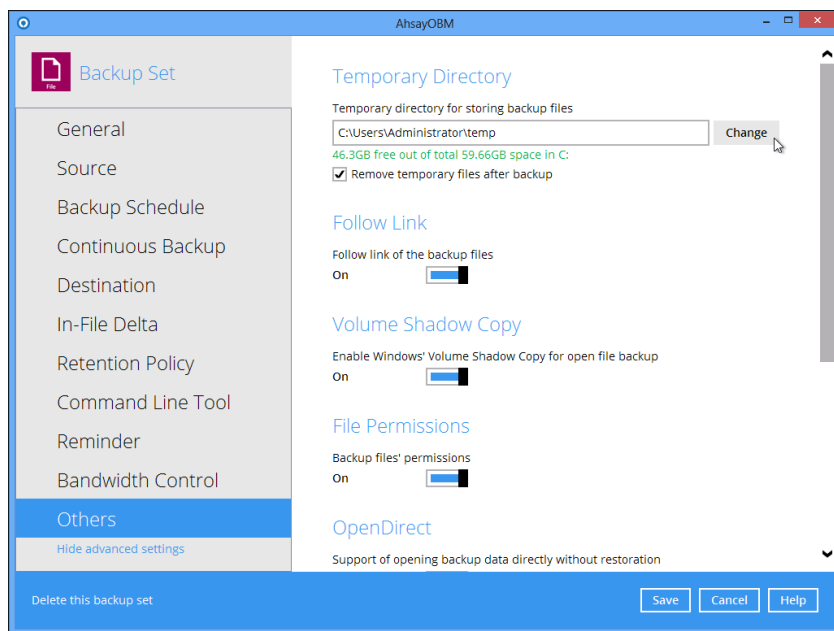 AhsayOBM
File
Backup Set
General
Source
Backup Schedule
Continuous Backup
Destination
In-File Delta
Retention Policy
Command Line Tool
Reminder
Bandwidth Control
Others
Hide advanced settings
Temporary Directory
Temporary directory for storing backup files
C:\Users\Administrator\temp
Change
46.3GB free out of total 59.66GB space in C:
Remove temporary files after backup
Follow Link
Follow link of the backup files
On
Volume Shadow Copy
Enable Windows' Volume Shadow Copy for open file backup
On
File Permissions
Backup files' permissions
On
OpenDirect
Support of opening backup data directly without restoration
Delete this backup set
Save
Cancel
Help